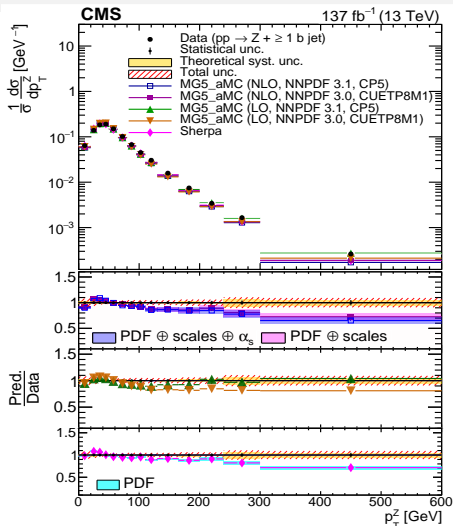 CMS 137 fb⁻¹ (13 TeV)
Data (pp → Z + ≥ 1 b jet)
Statistical unc.
Theoretical syst. unc.
Total unc.
MG5_aMC (NLO, NNPDF 3.1, CP5)
MG5_aMC (NLO, NNPDF 3.0, CUETP8M1)
MG5_aMC (LO, NNPDF 3.1, CP5)
MG5_aMC (LO, NNPDF 3.0, CUETP8M1)
Sherpa
1/σ dσ/dp_T^Z [GeV⁻¹]
10
1
10⁻¹
10⁻²
10⁻³
1.5
1
0.5
PDF ⊕ scales ⊕ α_s PDF ⊕ scales
1.5
1
0.5
Pred./Data
1.5
1
0.5
PDF
0 100 200 300 400 500 600
p_T^Z [GeV]